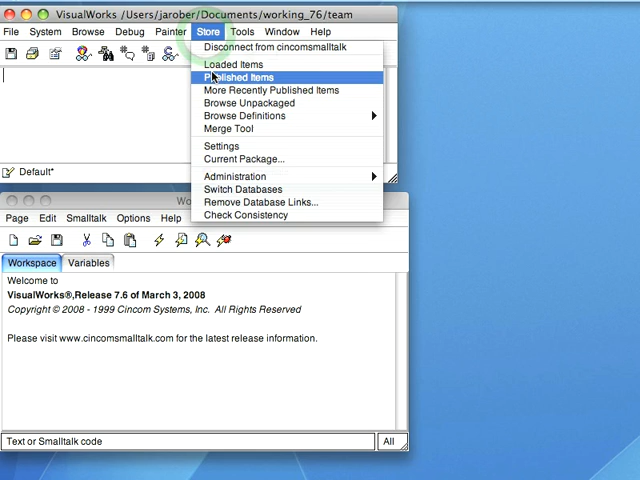 VisualWorks /Users/jarober/Documents/working_76/team
File System Browse Debug Painter Store Tools Window Help
Disconnect from cincomsmalltalk
Loaded Items
Published Items
More Recently Published Items
Browse Unpackaged
Browse Definitions
Merge Tool
Settings
Current Package...
Administration
Switch Databases
Remove Database Links...
Check Consistency
Default*
Wo
Page Edit Smalltalk Options Help
Workspace Variables
Welcome to
VisualWorks®,Release 7.6 of March 3, 2008
Copyright © 2008 - 1999 Cincom Systems, Inc. All Rights Reserved
Please visit www.cincomsmalltalk.com for the latest release information.
Text or Smalltalk code All